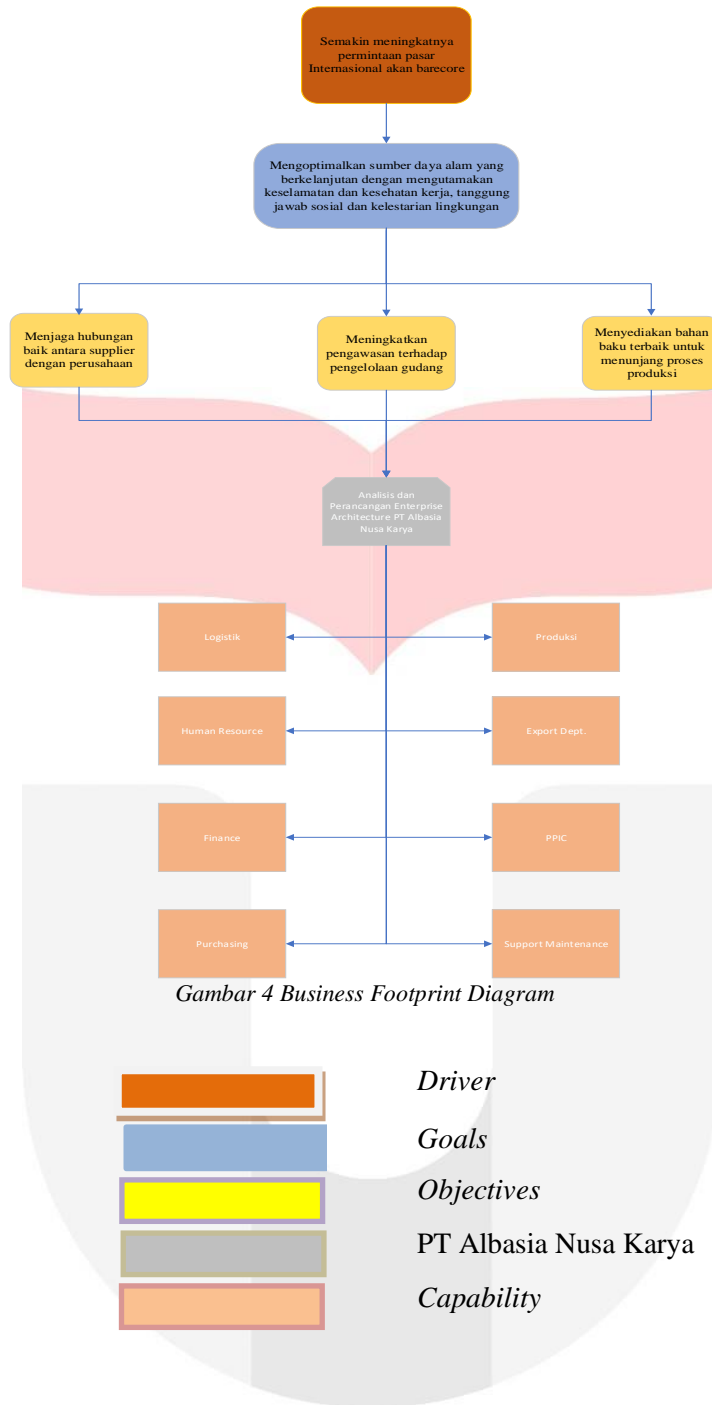 Semakin meningkatnya
permintaan pasar
Internasional akan barecore
Mengoptimalkan sumber daya alam yang
berkelanjutan dengan mengutamakan
keselamatan dan kesehatan kerja, tanggung
jawab sosial dan kelestarian lingkungan
Menjaga hubungan
baik antara supplier
dengan perusahaan
Meningkatkan
pengawasan terhadap
pengelolaan gudang
Menyediakan bahan
baku terbaik untuk
menunjang proses
produksi
Analisis dan
Perancangan Enterprise
Architecture PT Albasia
Nusa Karya
Logistik
Produksi
Human Resource
Export Dept.
Finance
PPIC
Purchasing
Support Maintenance
Gambar 4 Business Footprint Diagram
Driver
Goals
Objectives
PT Albasia Nusa Karya
Capability